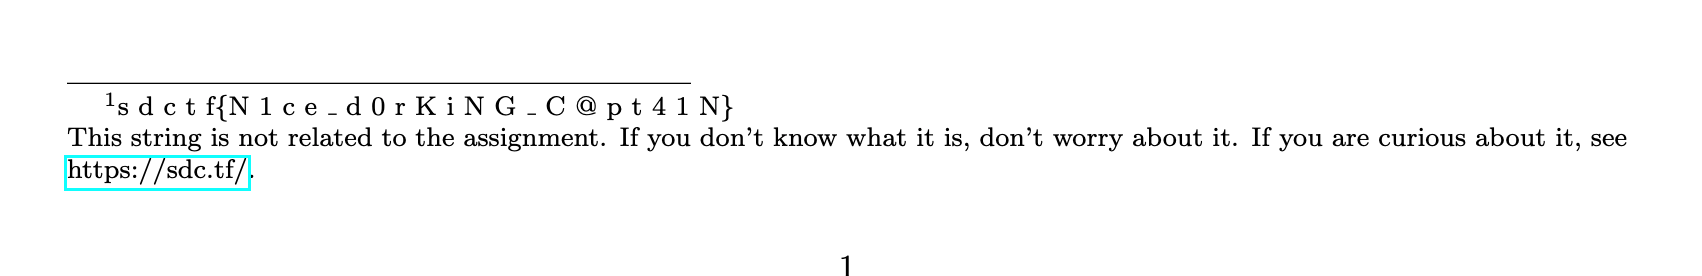 1s d c t f{N 1 c e _ d 0 r K i N G _ C @ p t 4 1 N}
This string is not related to the assignment. If you don't know what it is, don't worry about it. If you are curious about it, see
https://sdc.tf/.
1